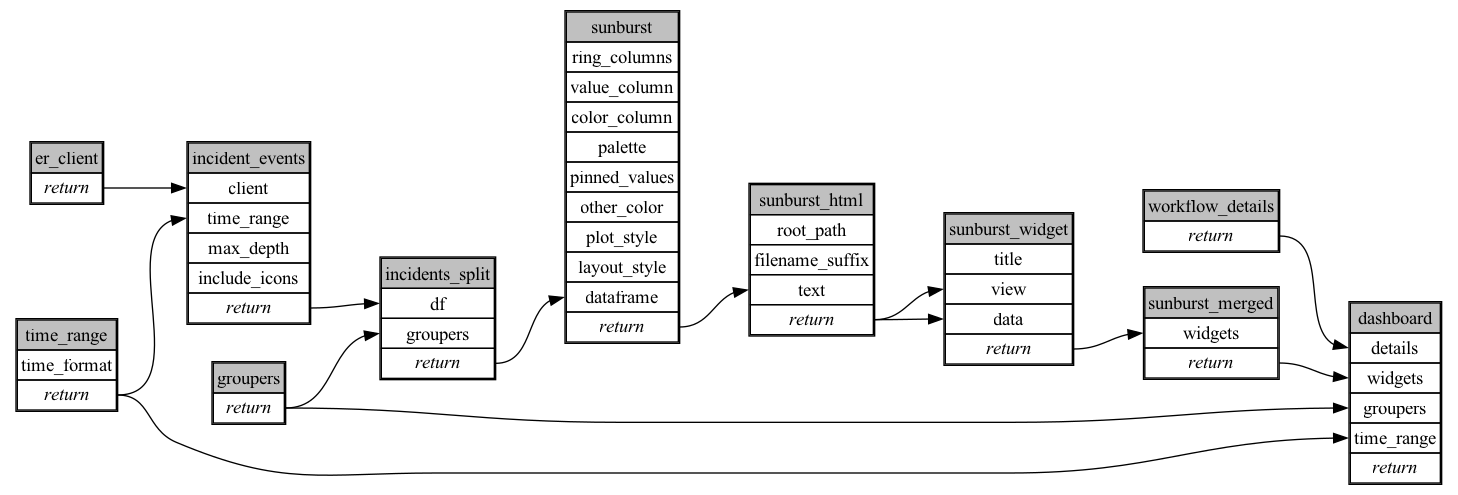 er_client
return
time_range
time_format
return
incident_events
client
time_range
max_depth
include_icons
return
groupers
return
incidents_split
df
groupers
return
sunburst
ring_columns
value_column
color_column
palette
pinned_values
other_color
plot_style
layout_style
dataframe
return
sunburst_html
root_path
filename_suffix
text
return
sunburst_widget
title
view
data
return
workflow_details
return
sunburst_merged
widgets
return
dashboard
details
widgets
groupers
time_range
return